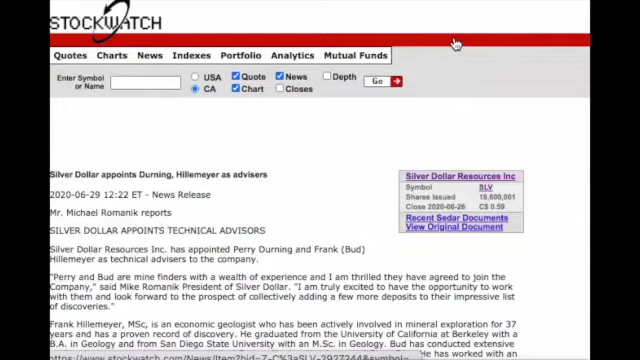 STOCKWATCH
Quotes Charts News Indexes Portfolio Analytics Mutual Funds
Enter Symbol or Name USA CA Quote News Depth Chart Closes Go
Silver Dollar appoints Durning, Hillemeyer as advisers
Silver Dollar Resources Inc
Symbol SLV
Shares Issued 19,600,001
Close 2020-06-26 C$ 0.59
Recent Sedar Documents
View Original Document
2020-06-29 12:22 ET - News Release
Mr. Michael Romanik reports
SILVER DOLLAR APPOINTS TECHNICAL ADVISORS
Silver Dollar Resources Inc. has appointed Perry Durning and Frank (Bud)
Hillemeyer as technical advisers to the company.
"Perry and Bud are mine finders with a wealth of experience and I am thrilled they have agreed to join the
Company," said Mike Romanik President of Silver Dollar. "I am truly excited to have the opportunity to work
with them and look forward to the prospect of collectively adding a few more deposits to their impressive list
of discoveries."
Frank Hillemeyer, MSc, is an economic geologist who has been actively involved in mineral exploration for 37
years and has a proven record of discovery. He graduated from the University of California at Berkeley with a
B.A. in Geology and from San Diego State University with an M.Sc. in Geology. Bud has conducted extensive
He has worked with an